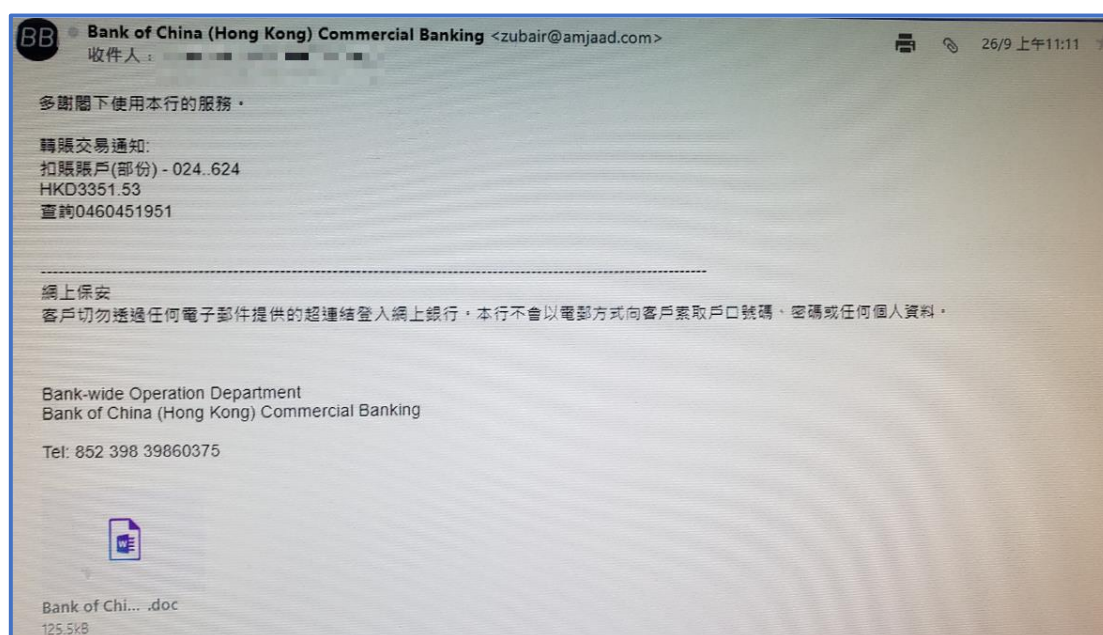 BB
Bank of China (Hong Kong) Commercial Banking <zubair@amjaad.com>
收件人：
26/9 上午11:11
多謝閣下使用本行的服務。
轉賬交易通知:
扣賬賬戶(部份) - 024..624
HKD3351.53
查詢0460451951
網上保安
客戶切勿透過任何電子郵件提供的超連結登入網上銀行。本行不會以電郵方式向客戶索取戶口號碼、密碼或任何個人資料。
Bank-wide Operation Department
Bank of China (Hong Kong) Commercial Banking
Tel: 852 398 39860375
Bank of Chi... .doc
125.5kB